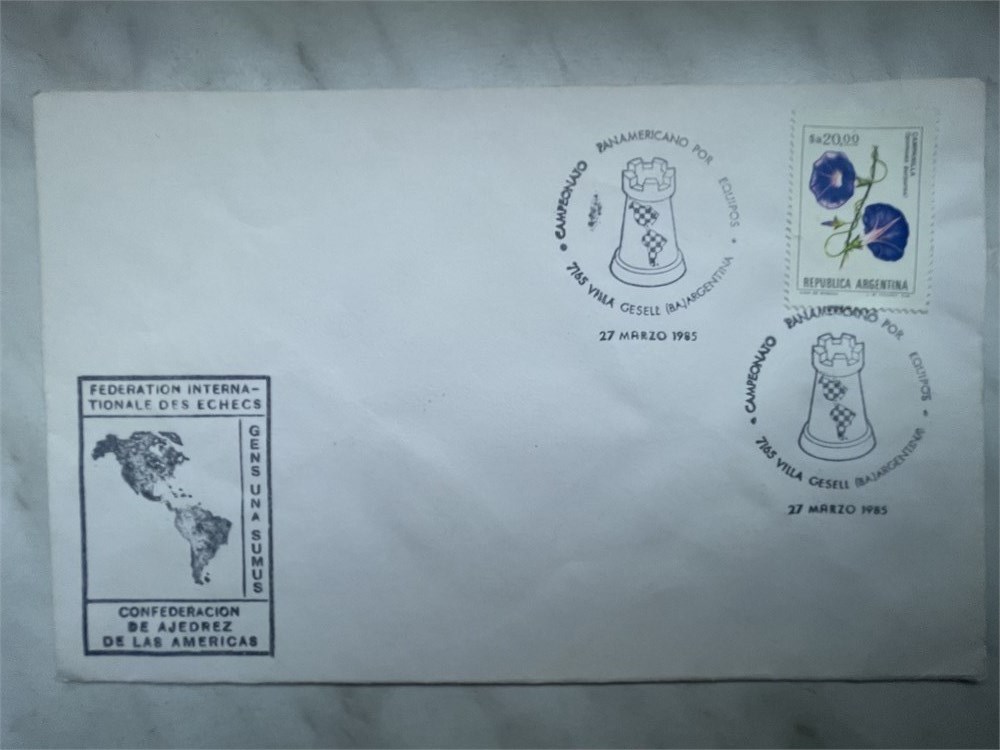 CAMPEONATO PANAMERICANO POR EQUIPOS
7165 VILLA GESELL (BA) ARGENTINA
27 MARZO 1985
$a20,00
CAMPANILLA
REPUBLICA ARGENTINA
CAMPEONATO PANAMERICANO POR EQUIPOS
7165 VILLA GESELL (BA) ARGENTINA
27 MARZO 1985
FEDERATION INTERNA-
TIONALE DES ECHECS
GENS UNA SUMUS
CONFEDERACION
DE AJEDREZ
DE LAS AMERICAS